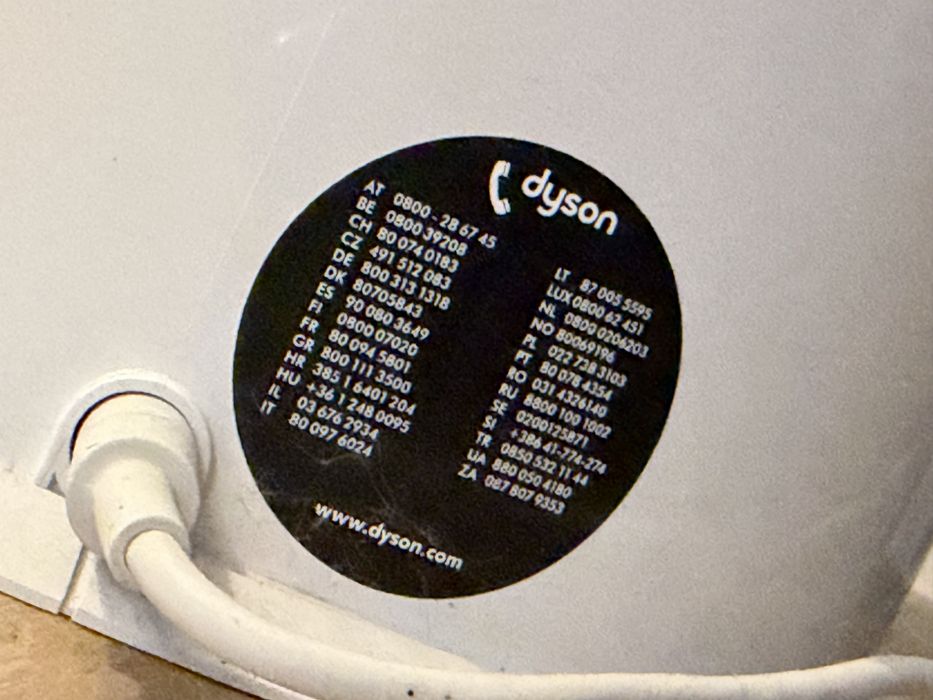 dyson
AT 0800 - 28 67 45
BE 0800 39208
CH 80 074 0183
CZ 491 512 083
DE 800 313 1318
DK 80705843
ES 90 080 3649
FI 0800 07020
FR 80 094 5801
GR 800 111 3500
HR 385 1 6401 204
HU +36 1 248 0095
IL 03 676 2934
IT 80 097 6024
LT 87 005 5595
LUX 0800 62 451
NL 0800 0206203
NO 80069196
PL 022 738 3103
PT 80 078 4354
RO 031 4326140
RU 8800 100 1002
SE 0200125871
SI +386 41-774-274
TR 0850 532 11 44
UA 880 050 4180
ZA 087 807 9353
www.dyson.com